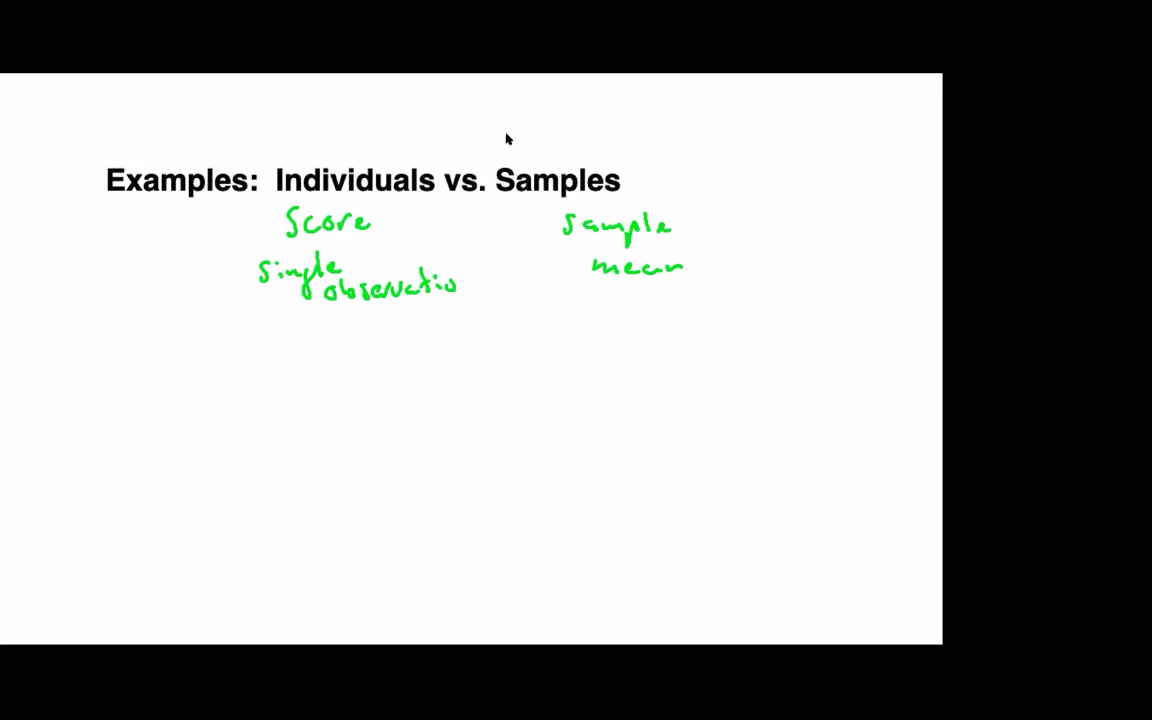 Examples: Individuals vs. Samples
Score
sample
single
mean
observatio